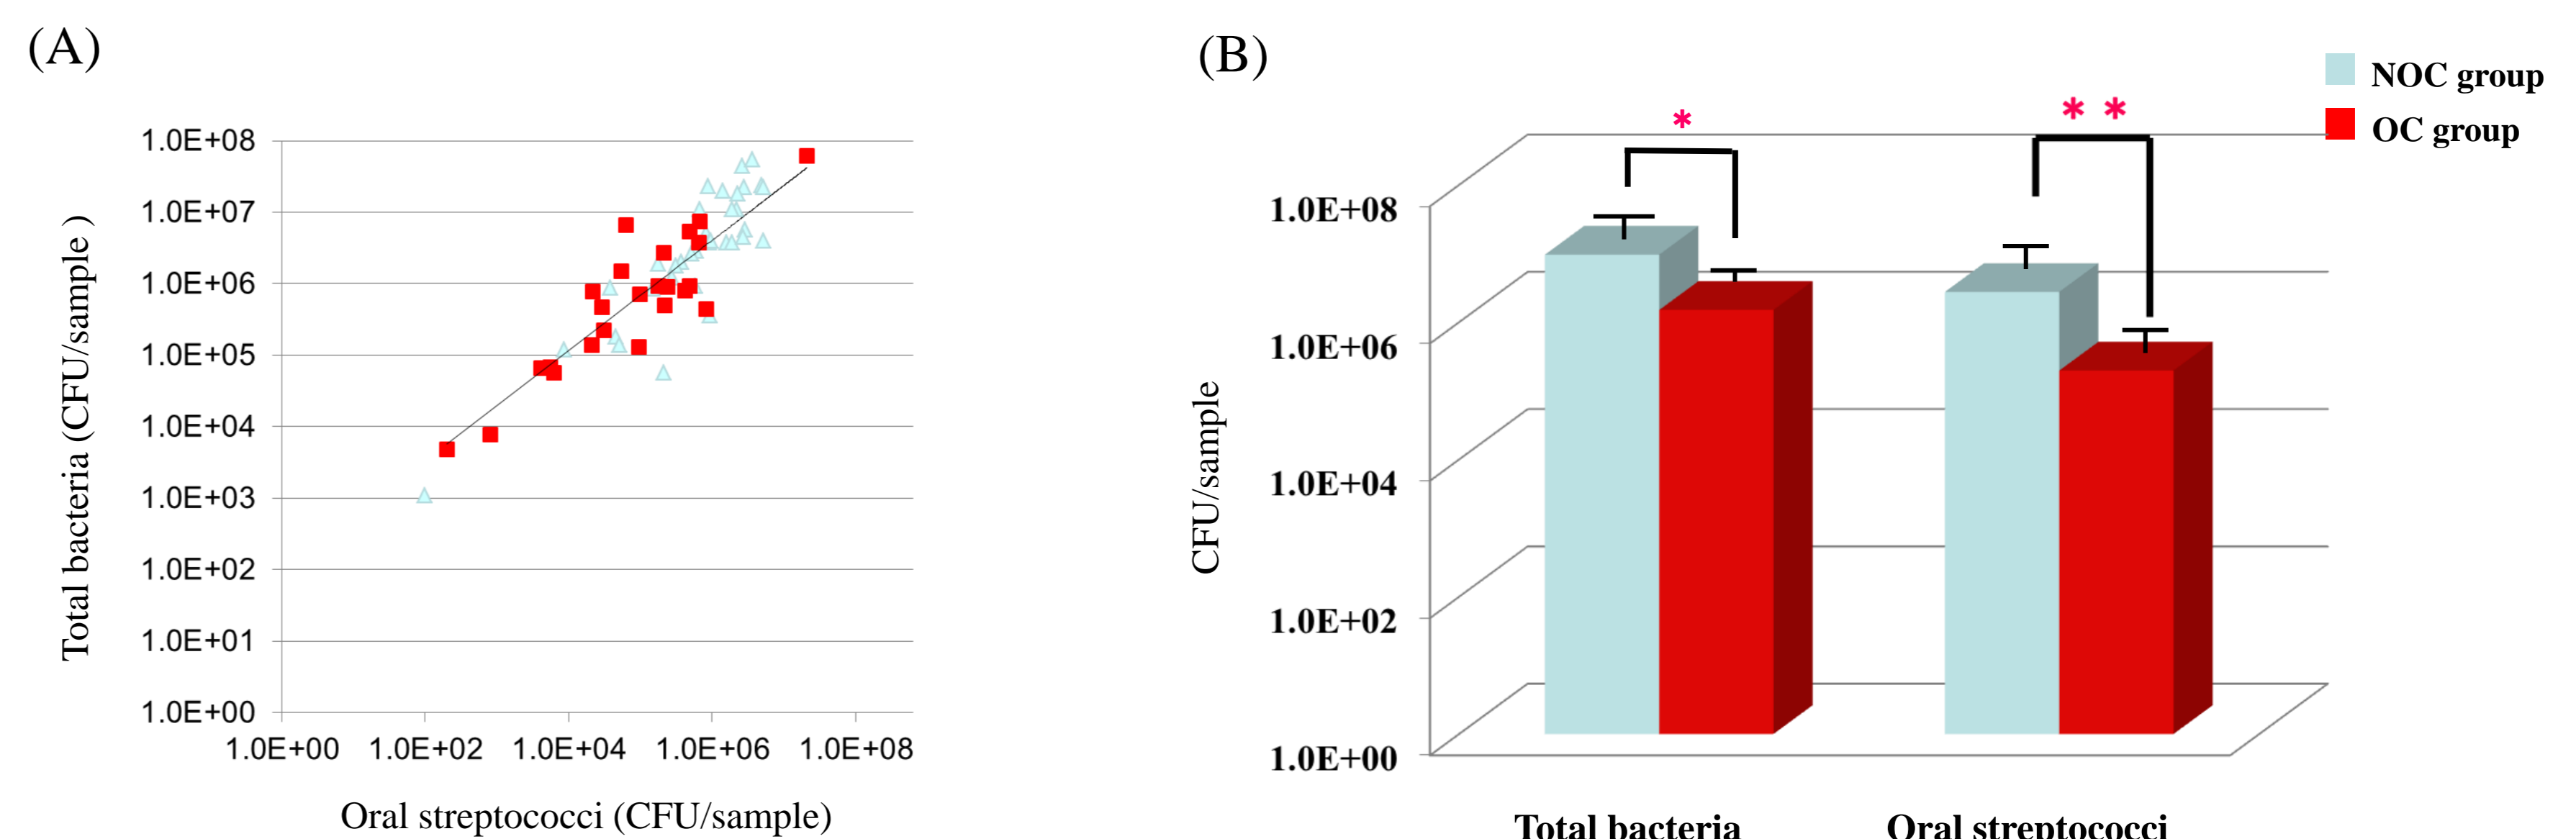 (A)
Total bacteria (CFU/sample )
1.0E+08
1.0E+07
1.0E+06
1.0E+05
1.0E+04
1.0E+03
1.0E+02
1.0E+01
1.0E+00
1.0E+00 1.0E+02 1.0E+04 1.0E+06 1.0E+08
Oral streptococci (CFU/sample)
(B)
NOC group
OC group
* 
* *
CFU/sample
1.0E+08
1.0E+06
1.0E+04
1.0E+02
1.0E+00
Total bacteria Oral streptococci